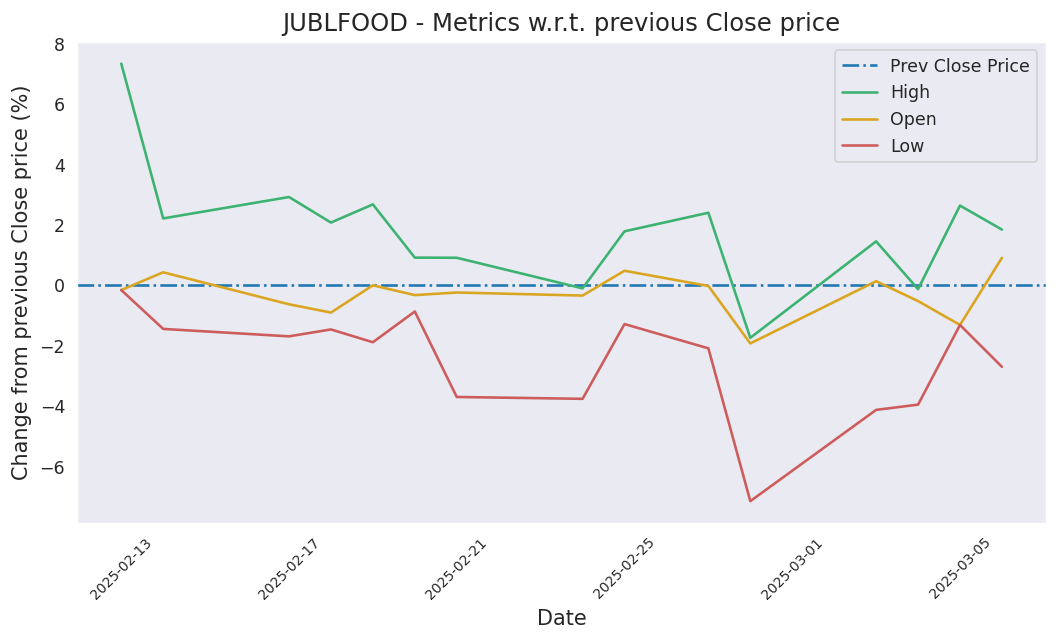 JUBLFOOD - Metrics w.r.t. previous Close price
Change from previous Close price (%)
8
6
4
2
0
−2
−4
−6
Prev Close Price
High
Open
Low
2025-02-13
2025-02-17
2025-02-21
2025-02-25
2025-03-01
2025-03-05
Date